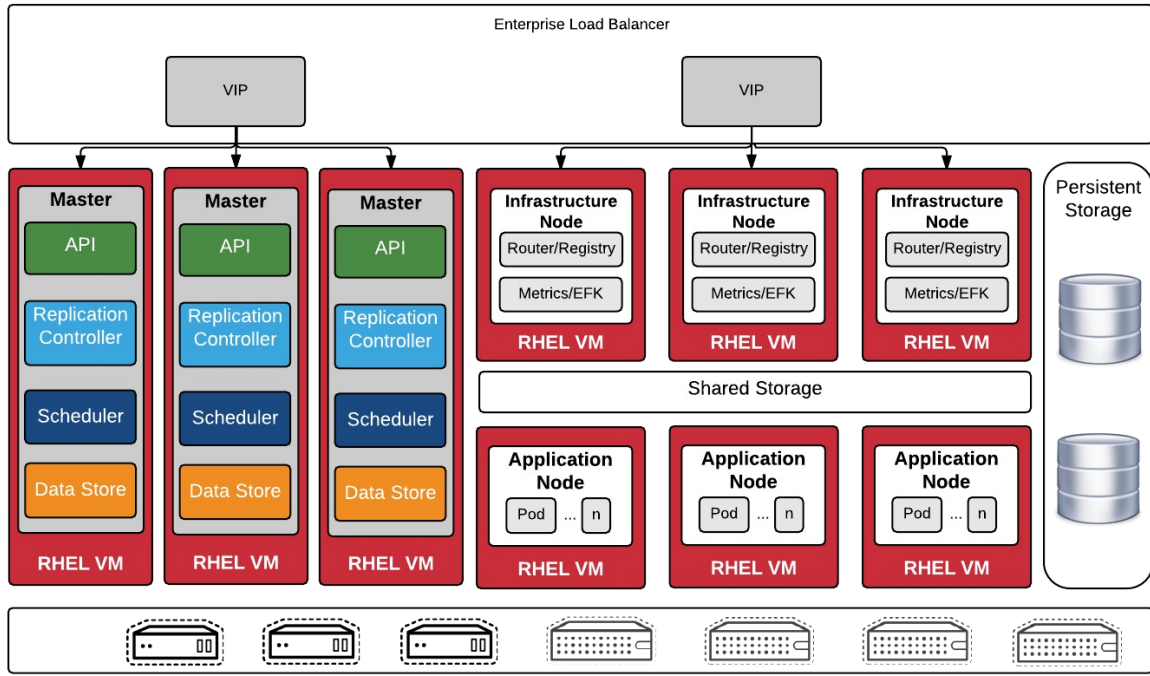 Enterprise Load Balancer
VIP
VIP
Master
API
Replication
Controller
Scheduler
Data Store
RHEL VM
Master
API
Replication
Controller
Scheduler
Data Store
RHEL VM
Master
API
Replication
Controller
Scheduler
Data Store
RHEL VM
Infrastructure
Node
Router/Registry
Metrics/EFK
RHEL VM
Infrastructure
Node
Router/Registry
Metrics/EFK
RHEL VM
Infrastructure
Node
Router/Registry
Metrics/EFK
RHEL VM
Shared Storage
Application
Node
Pod ... n
RHEL VM
Application
Node
Pod ... n
RHEL VM
Application
Node
Pod ... n
RHEL VM
Persistent
Storage